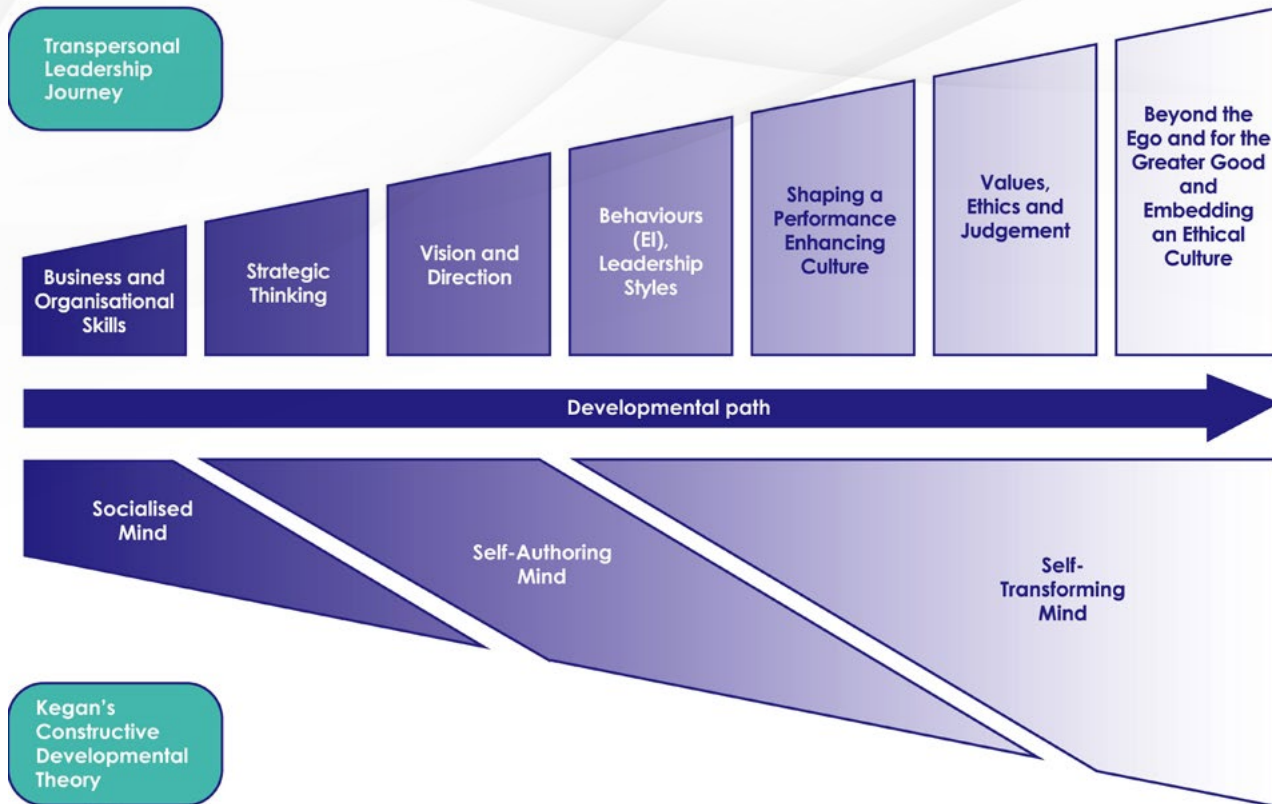 Transpersonal
Leadership
Journey
Business and
Organisational
Skills
Strategic
Thinking
Vision and
Direction
Behaviours
(EI),
Leadership
Styles
Shaping a
Performance
Enhancing
Culture
Values,
Ethics and
Judgement
Beyond the
Ego and for the
Greater Good
and
Embedding
an Ethical
Culture
Developmental path
Socialised
Mind
Self-Authoring
Mind
Self-
Transforming
Mind
Kegan's
Constructive
Developmental
Theory